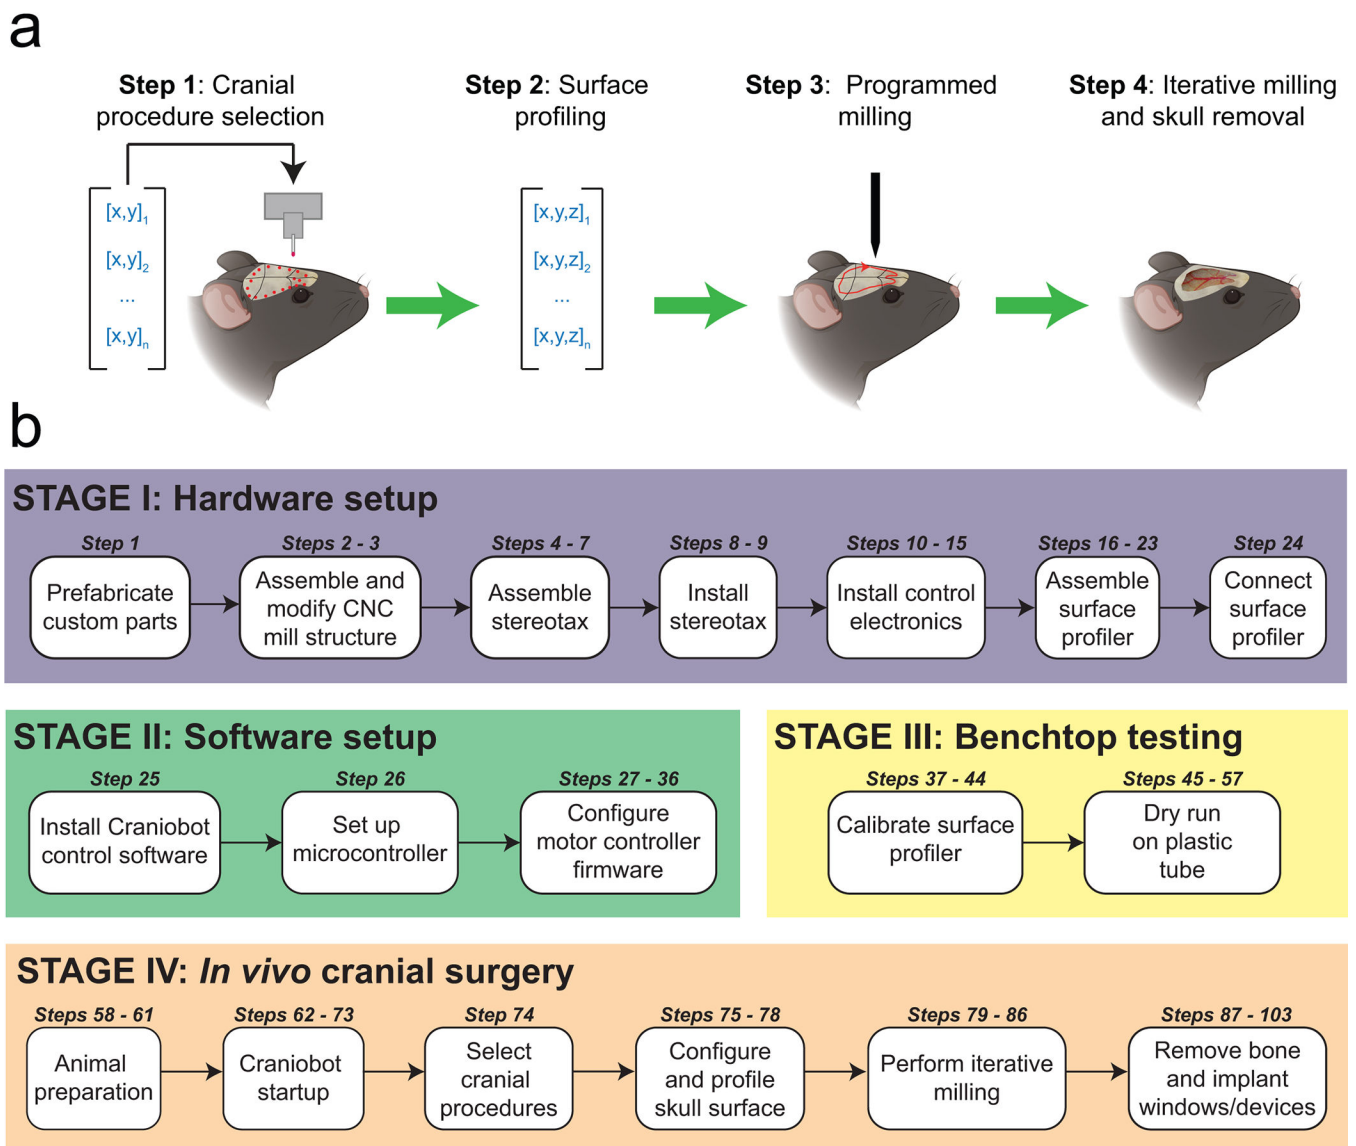 a
Step 1: Cranial
procedure selection
Step 2: Surface
profiling
Step 3: Programmed
milling
Step 4: Iterative milling
and skull removal
[x,y]1
[x,y]2
...
[x,y]n
[x,y,z]1
[x,y,z]2
...
[x,y,z]n
b
STAGE I: Hardware setup
Step 1
Prefabricate
custom parts
Steps 2 - 3
Assemble and
modify CNC
mill structure
Steps 4 - 7
Assemble
stereotax
Steps 8 - 9
Install
stereotax
Steps 10 - 15
Install control
electronics
Steps 16 - 23
Assemble
surface
profiler
Step 24
Connect
surface
profiler
STAGE II: Software setup
Step 25
Install Craniobot
control software
Step 26
Set up
microcontroller
Steps 27 - 36
Configure
motor controller
firmware
STAGE III: Benchtop testing
Steps 37 - 44
Calibrate surface
profiler
Steps 45 - 57
Dry run
on plastic
tube
STAGE IV: In vivo cranial surgery
Steps 58 - 61
Animal
preparation
Steps 62 - 73
Craniobot
startup
Step 74
Select
cranial
procedures
Steps 75 - 78
Configure
and profile
skull surface
Steps 79 - 86
Perform iterative
milling
Steps 87 - 103
Remove bone
and implant
windows/devices